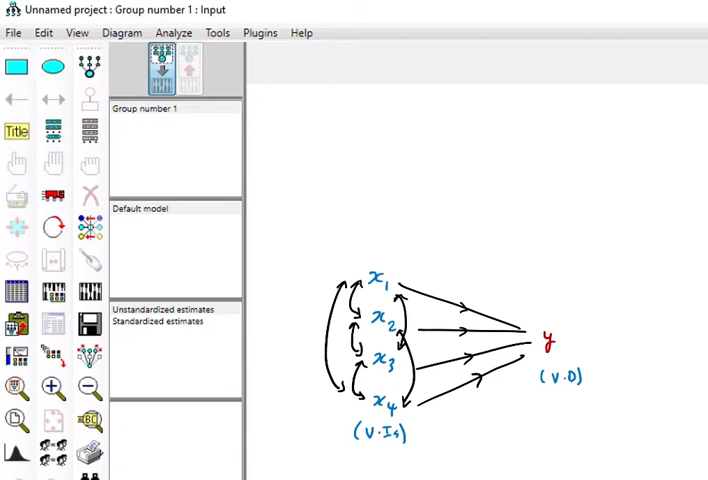 Unnamed project : Group number 1 : Input
File Edit View Diagram Analyze Tools Plugins Help
Group number 1
Title
Default model
Unstandardized estimates
Standardized estimates
x1
x2
x3
x4
(V.Is)
y
(V.D)
BC